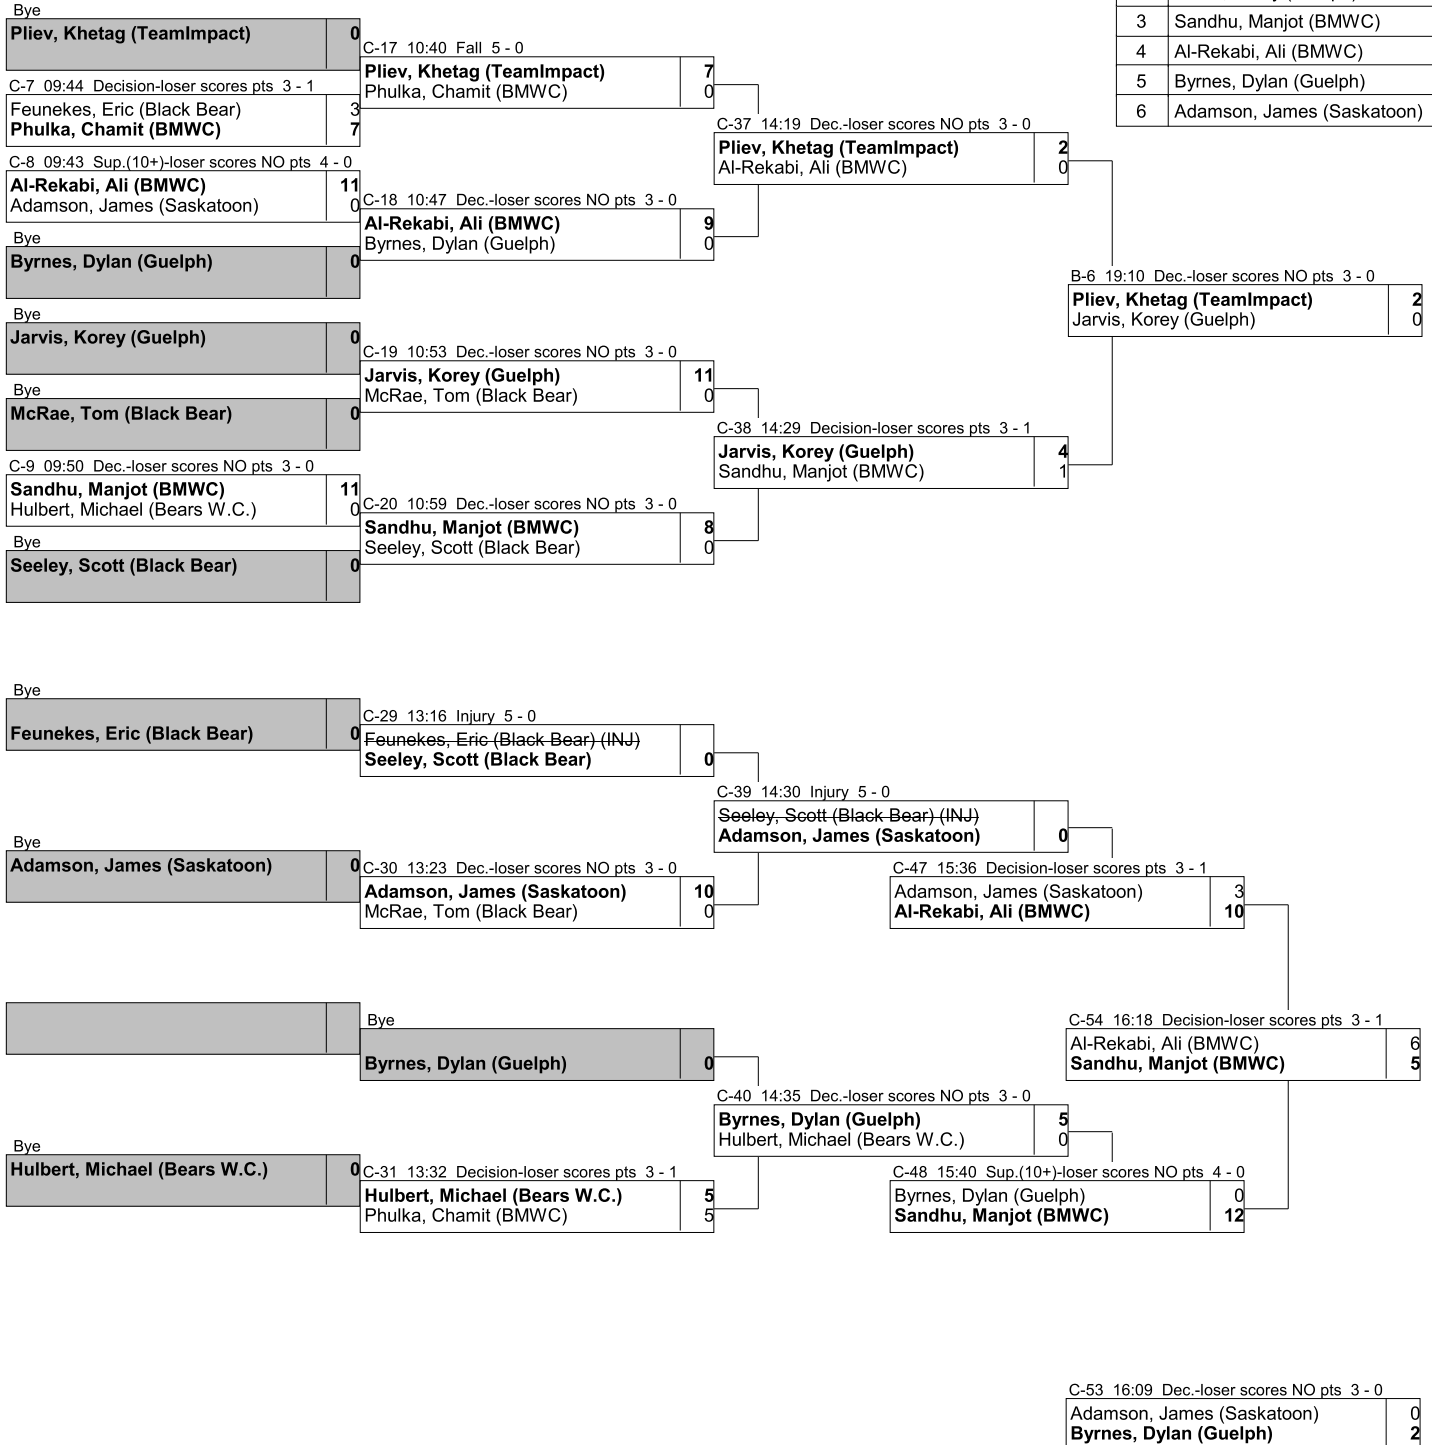 Bye
Pliev, Khetag (TeamImpact) 0
C-7 09:44 Decision-loser scores pts 3 - 1
Feunekes, Eric (Black Bear) 3
Phulka, Chamit (BMWC) 7
C-8 09:43 Sup.(10+)-loser scores NO pts 4 - 0
Al-Rekabi, Ali (BMWC) 11
Adamson, James (Saskatoon) 0
Bye
Byrnes, Dylan (Guelph) 0
Bye
Jarvis, Korey (Guelph) 0
Bye
McRae, Tom (Black Bear) 0
C-9 09:50 Dec.-loser scores NO pts 3 - 0
Sandhu, Manjot (BMWC) 11
Hulbert, Michael (Bears W.C.) 0
Bye
Seeley, Scott (Black Bear) 0
C-17 10:40 Fall 5 - 0
Pliev, Khetag (TeamImpact) 7
Phulka, Chamit (BMWC) 0
C-18 10:47 Dec.-loser scores NO pts 3 - 0
Al-Rekabi, Ali (BMWC) 9
Byrnes, Dylan (Guelph) 0
C-19 10:53 Dec.-loser scores NO pts 3 - 0
Jarvis, Korey (Guelph) 11
McRae, Tom (Black Bear) 0
C-20 10:59 Dec.-loser scores NO pts 3 - 0
Sandhu, Manjot (BMWC) 8
Seeley, Scott (Black Bear) 0
C-37 14:19 Dec.-loser scores NO pts 3 - 0
Pliev, Khetag (TeamImpact) 2
Al-Rekabi, Ali (BMWC) 0
C-38 14:29 Decision-loser scores pts 3 - 1
Jarvis, Korey (Guelph) 4
Sandhu, Manjot (BMWC) 1
B-6 19:10 Dec.-loser scores NO pts 3 - 0
Pliev, Khetag (TeamImpact) 2
Jarvis, Korey (Guelph) 0
3 Sandhu, Manjot (BMWC)
4 Al-Rekabi, Ali (BMWC)
5 Byrnes, Dylan (Guelph)
6 Adamson, James (Saskatoon)
Bye
Feunekes, Eric (Black Bear) 0
Bye
Adamson, James (Saskatoon) 0
Bye
Hulbert, Michael (Bears W.C.) 0
C-29 13:16 Injury 5 - 0
Feunekes, Eric (Black Bear) (INJ)
Seeley, Scott (Black Bear) 0
C-30 13:23 Dec.-loser scores NO pts 3 - 0
Adamson, James (Saskatoon) 10
McRae, Tom (Black Bear) 0
Bye
Byrnes, Dylan (Guelph) 0
C-31 13:32 Decision-loser scores pts 3 - 1
Hulbert, Michael (Bears W.C.) 5
Phulka, Chamit (BMWC) 5
C-39 14:30 Injury 5 - 0
Seeley, Scott (Black Bear) (INJ)
Adamson, James (Saskatoon) 0
C-40 14:35 Dec.-loser scores NO pts 3 - 0
Byrnes, Dylan (Guelph) 5
Hulbert, Michael (Bears W.C.) 0
C-47 15:36 Decision-loser scores pts 3 - 1
Adamson, James (Saskatoon) 3
Al-Rekabi, Ali (BMWC) 10
C-48 15:40 Sup.(10+)-loser scores NO pts 4 - 0
Byrnes, Dylan (Guelph) 0
Sandhu, Manjot (BMWC) 12
C-54 16:18 Decision-loser scores pts 3 - 1
Al-Rekabi, Ali (BMWC) 6
Sandhu, Manjot (BMWC) 5
C-53 16:09 Dec.-loser scores NO pts 3 - 0
Adamson, James (Saskatoon) 0
Byrnes, Dylan (Guelph) 2